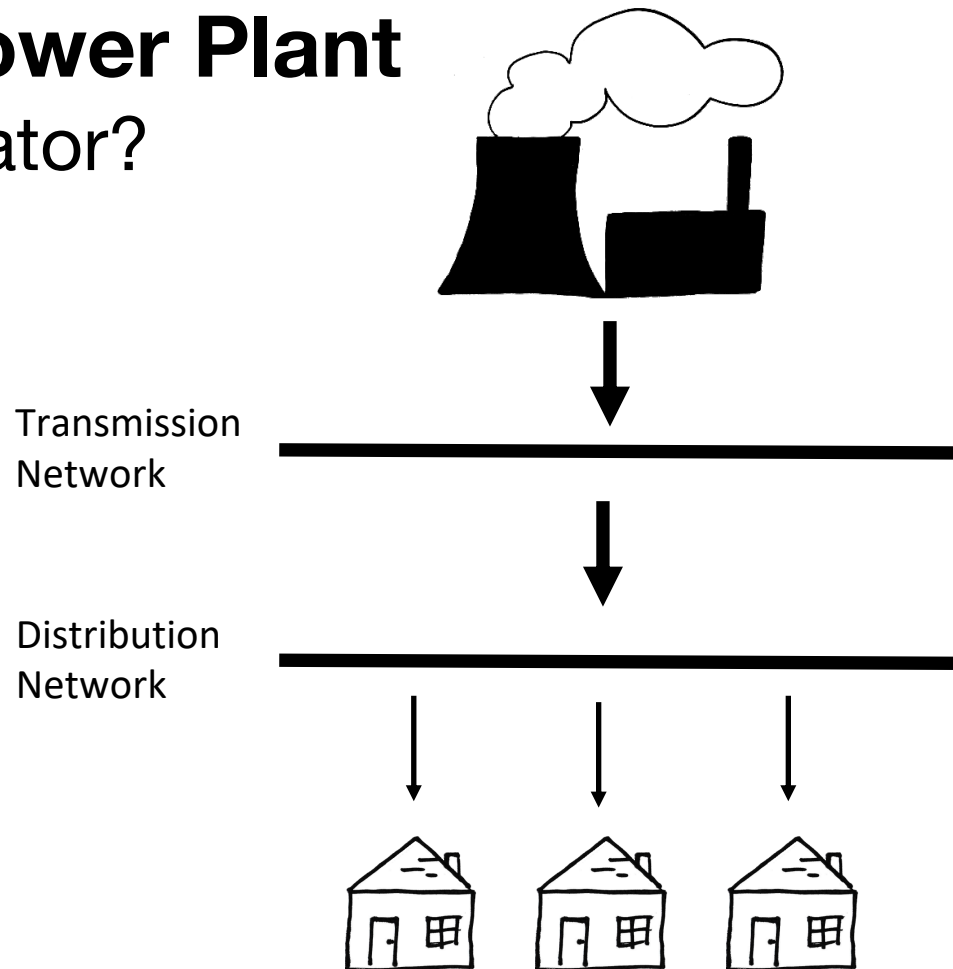 ower Plant
ator?
Transmission
Network
Distribution
Network